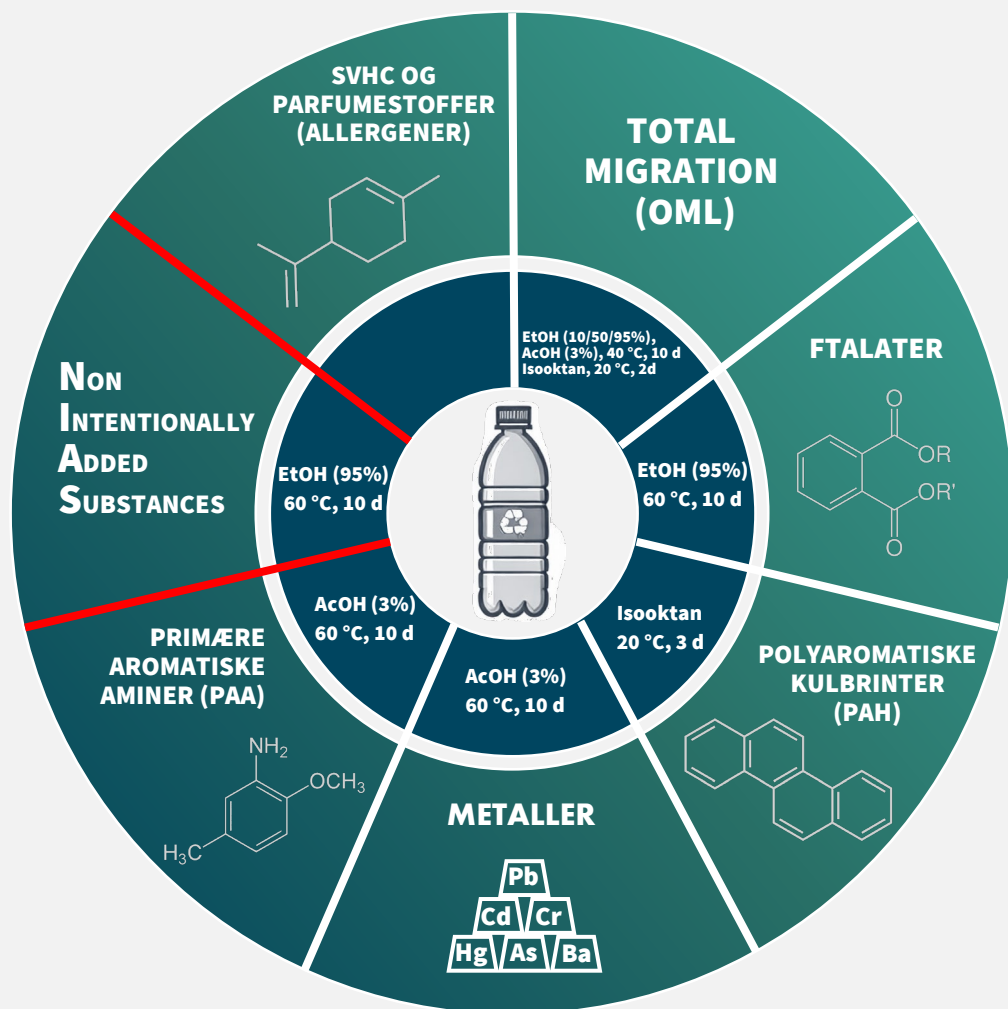 SVHC OG
PARFUMESTOFFER
(ALLERGENER)
TOTAL
MIGRATION
(OML)
EtOH (10/50/95%),
AcOH (3%), 40 °C, 10 d
Isooktan, 20 °C, 2d
FTALATER
O
OR
OR'
O
EtOH (95%)
60 °C, 10 d
POLYAROMATISKE
KULBRINTER
(PAH)
Isooktan
20 °C, 3 d
METALLER
Pb
Cd Cr
Hg As Ba
AcOH (3%)
60 °C, 10 d
PRIMÆRE
AROMATISKE
AMINER (PAA)
NH2
OCH3
H3C
AcOH (3%)
60 °C, 10 d
NON
INTENTIONALLY
ADDED
SUBSTANCES
EtOH (95%)
60 °C, 10 d